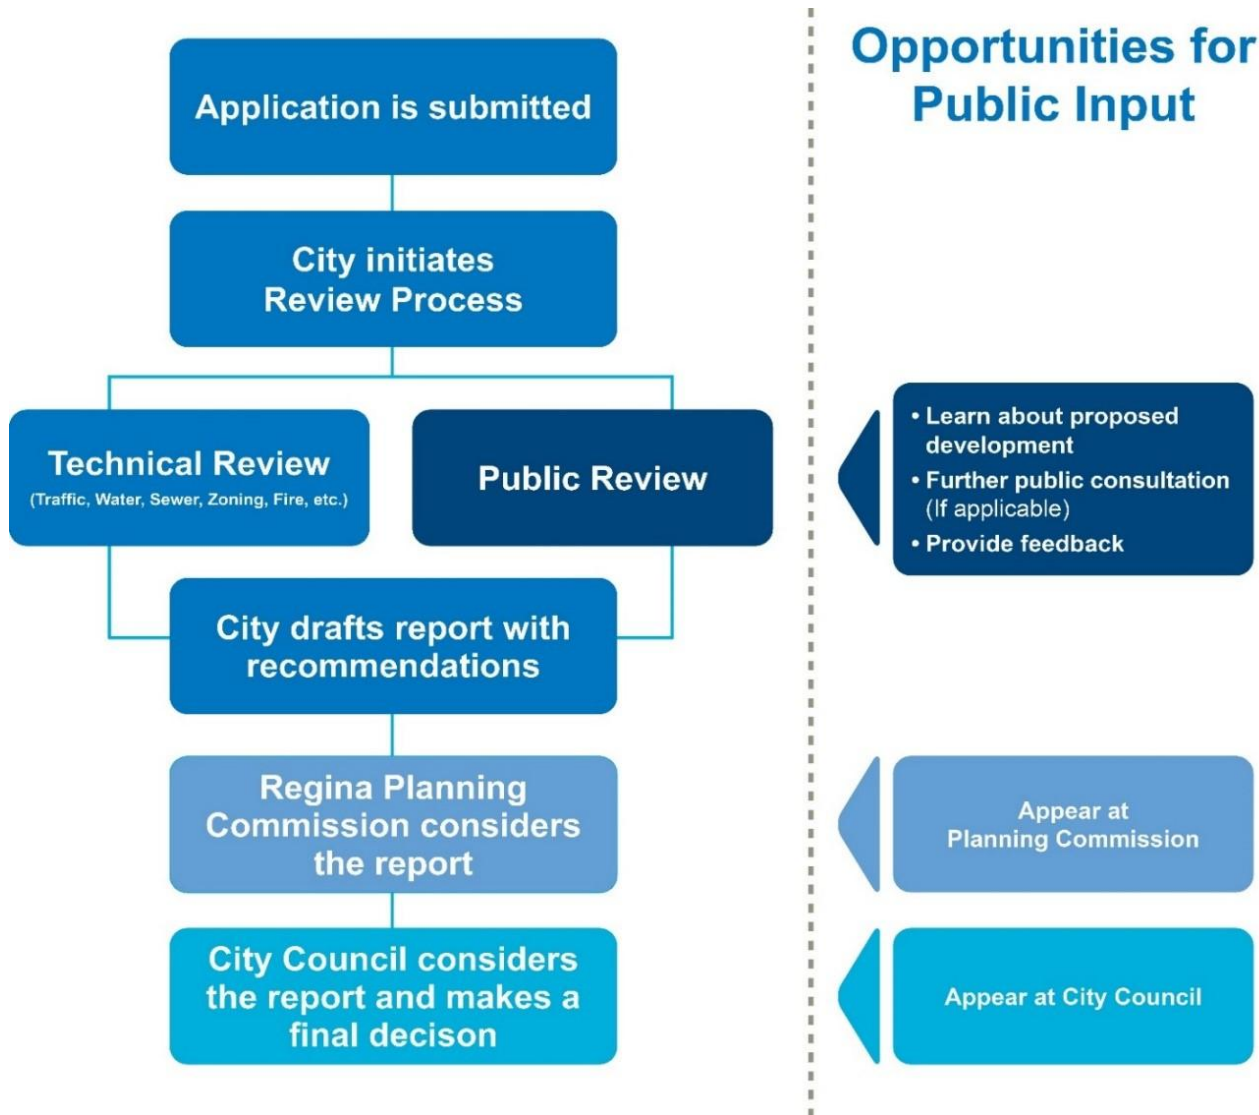 Application is submitted
City initiates
Review Process
Technical Review
(Traffic, Water, Sewer, Zoning, Fire, etc.)
Public Review
City drafts report with
recommendations
Regina Planning
Commission considers
the report
City Council considers
the report and makes a
final decison
Opportunities for
Public Input
• Learn about proposed
development
• Further public consultation
(If applicable)
• Provide feedback
Appear at
Planning Commission
Appear at City Council